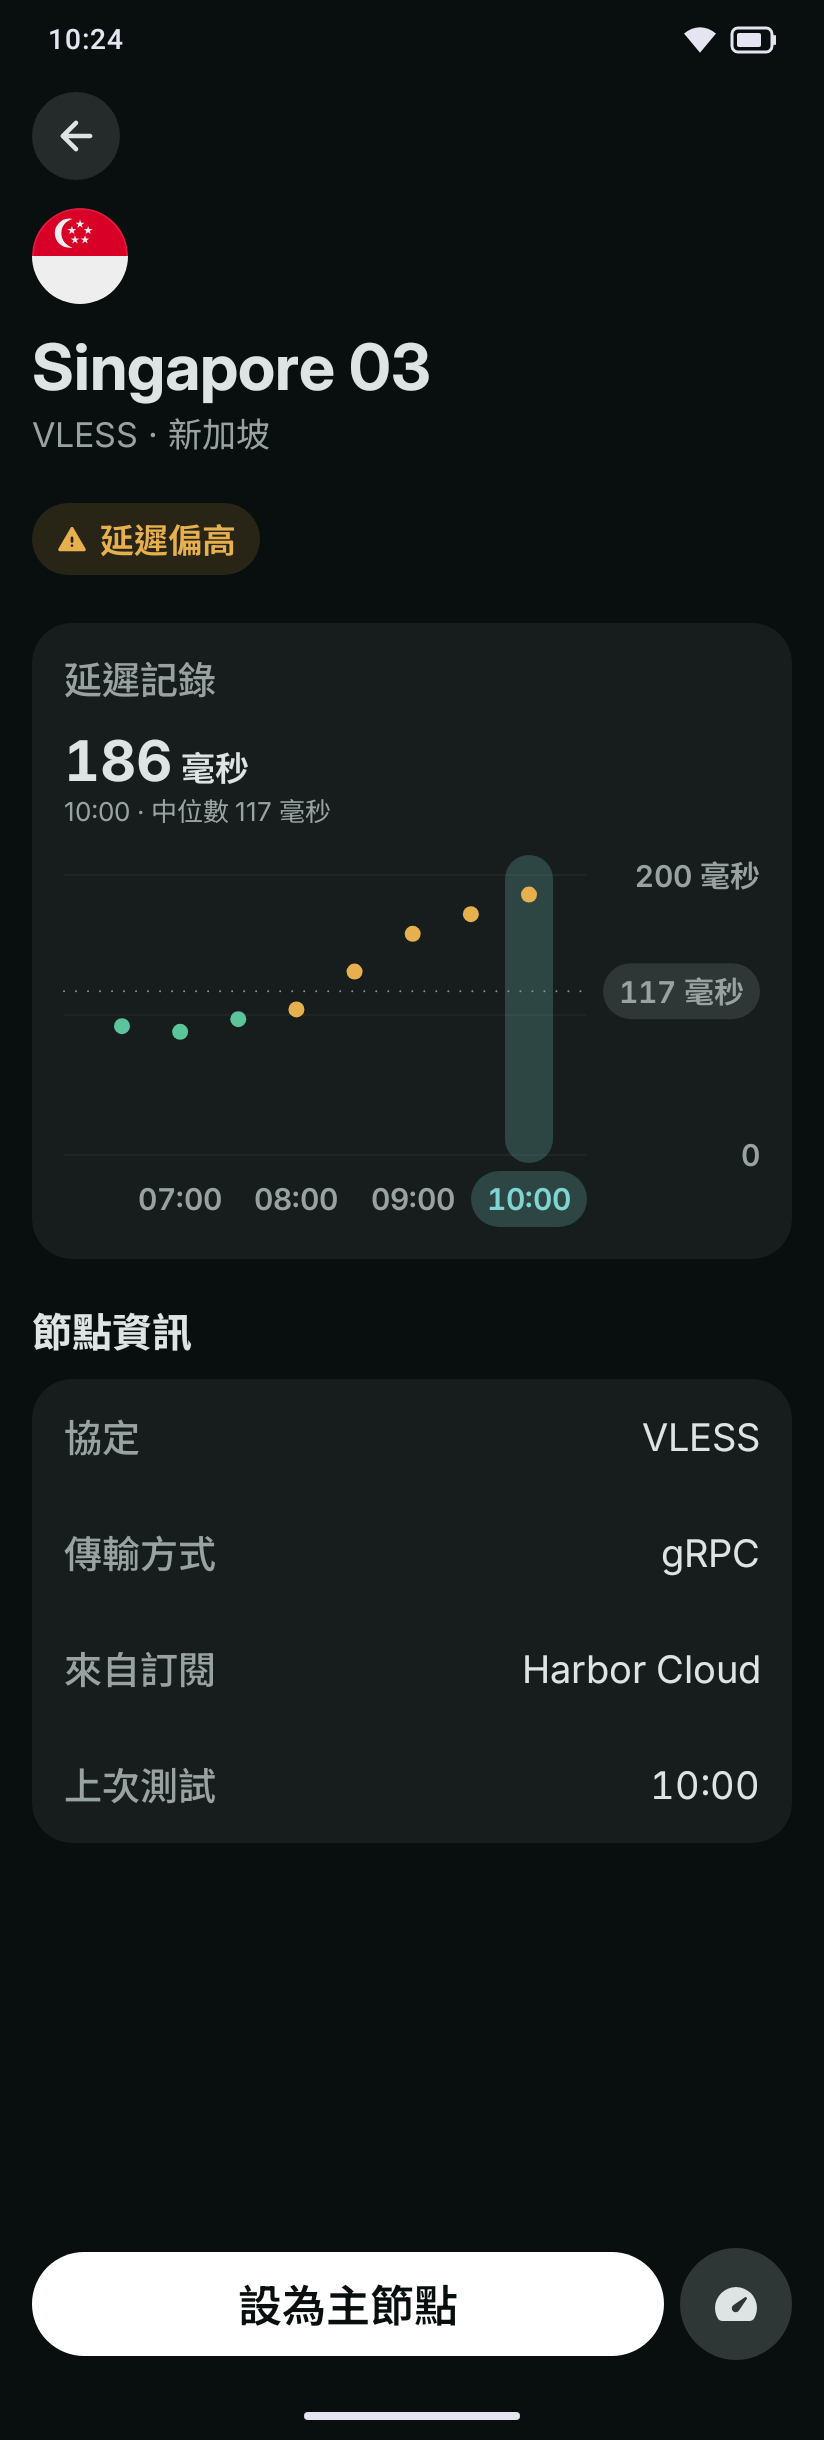 10:24
Singapore 03
VLESS · 新加坡
延遲偏高
延遲記錄
186 毫秒
10:00 · 中位數 117 毫秒
200 毫秒
117 毫秒
0
07:00 08:00 09:00 10:00
節點資訊
協定 VLESS
傳輸方式 gRPC
來自訂閱 Harbor Cloud
上次測試 10:00
設為主節點